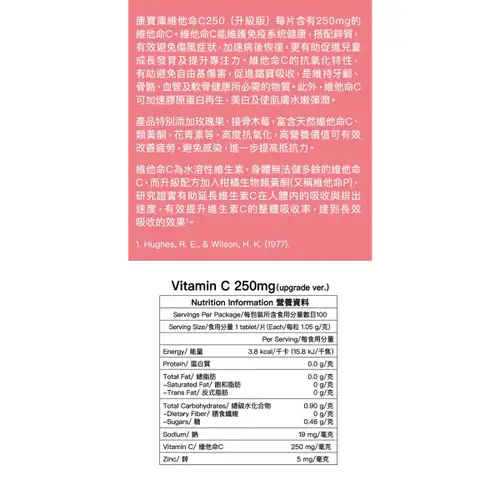 康寶庫維他命C250（升級版）每片含有250mg的
維他命C。維他命C能維護免疫系統健康，搭配鋅質，
有效避免傷風症狀，加速病後恢復，更有助促進兒童
成長發育及提升專注力。維他命C的抗氧化特性，
有助避免自由基傷害，促進鐵質吸收，是維持牙齦、
骨骼、血管及軟骨健康所必需的物質。此外，維他命C
可加速膠原蛋白再生，美白及使肌膚水嫩彈潤。
產品特別添加玫瑰果、接骨木莓，富含天然維他命C、
類黃酮，花青素等，高度抗氧化，高營養價值可有效
改善疲勞，避免感染，進一步提高抵抗力。
維他命C為水溶性維生素，身體無法儲多餘的維他命
C，而升級配方加入柑橘生物類黃酮(又稱維他命P)，
研究證實有助延長維生素C在人體內的吸收與排出
速度，有效提升維生素C的整體吸收率，達到長效
吸收的效果¹。
1. Hughes, R. E., & Wilson, H. K. (1977).
Vitamin C 250mg(upgrade ver.)
Nutrition Information 營養資料
Servings Per Package/每包裝所含食用分量數目100
Serving Size/食用分量 1 tablet/片(Each/每粒 1.05 g/克)
Per Serving/每食用分量
Energy/ 能量 3.8 kcal/千卡 (15.8 kJ/千焦)
Protein/ 蛋白質 0.0 g/克
Total Fat/ 總脂肪 0.0 g/克
–Saturated Fat/ 飽和脂肪 0 g/克
–Trans Fat/ 反式脂肪 0 g/克
Total Carbohydrates/ 總碳水化合物 0.90 g/克
–Dietary Fiber/ 膳食纖維 0 g/克
–Sugars/ 糖 0.46 g/克
Sodium/ 鈉 19 mg/毫克
Vitamin C/ 維他命C 250 mg/毫克
Zinc/ 鋅 5 mg/毫克